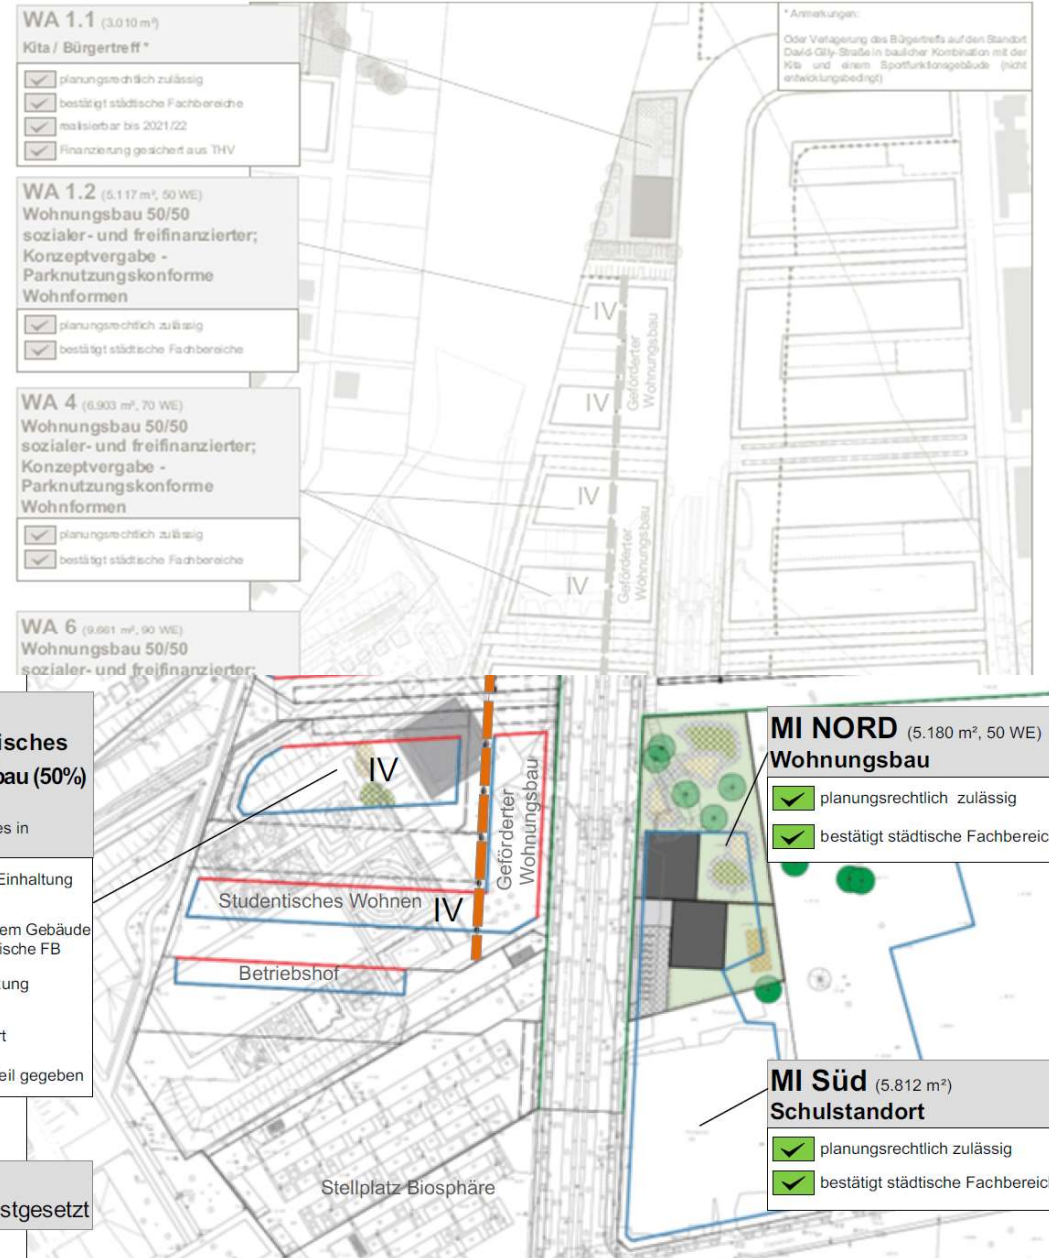 WA 1.1 (3.010 m²)
Kita / Bürgertreff *
planungsrechtlich zulässig
bestätigt städtische Fachbereiche
realisierbar bis 2021/22
Finanzierung gesichert aus THV
* Anmerkungen:
Oder Verlagerung des Bürgertreffs auf den Standort
David-Gilly-Straße in baulicher Kombination mit der
Kita und einem Sportfunktionsgebäude (nicht
entwicklungsbedingt)
WA 1.2 (5.117 m², 50 WE)
Wohnungsbau 50/50
sozialer- und freifinanzierter;
Konzeptvergabe -
Parknutzungskonforme
Wohnformen
planungsrechtlich zulässig
bestätigt städtische Fachbereiche
WA 4 (6.903 m², 70 WE)
Wohnungsbau 50/50
sozialer- und freifinanzierter;
Konzeptvergabe -
Parknutzungskonforme
Wohnformen
planungsrechtlich zulässig
bestätigt städtische Fachbereiche
WA 6 (9.661 m², 90 WE)
Wohnungsbau 50/50
sozialer- und freifinanzierter;
IV
Geförderter
Wohnungsbau
IV
IV
Geförderter
Wohnungsbau
IV
isches
bau (50%)
es in
Einhaltung
em Gebäude
ische FB
tung
rt
eil gegeben
stgesetzt
IV
Geförderter
Wohnungsbau
Studentisches Wohnen IV
Betriebshof
Stellplatz Biosphäre
MI NORD (5.180 m², 50 WE)
Wohnungsbau
planungsrechtlich zulässig
bestätigt städtische Fachbereic
MI Süd (5.812 m²)
Schulstandort
planungsrechtlich zulässig
bestätigt städtische Fachbereic